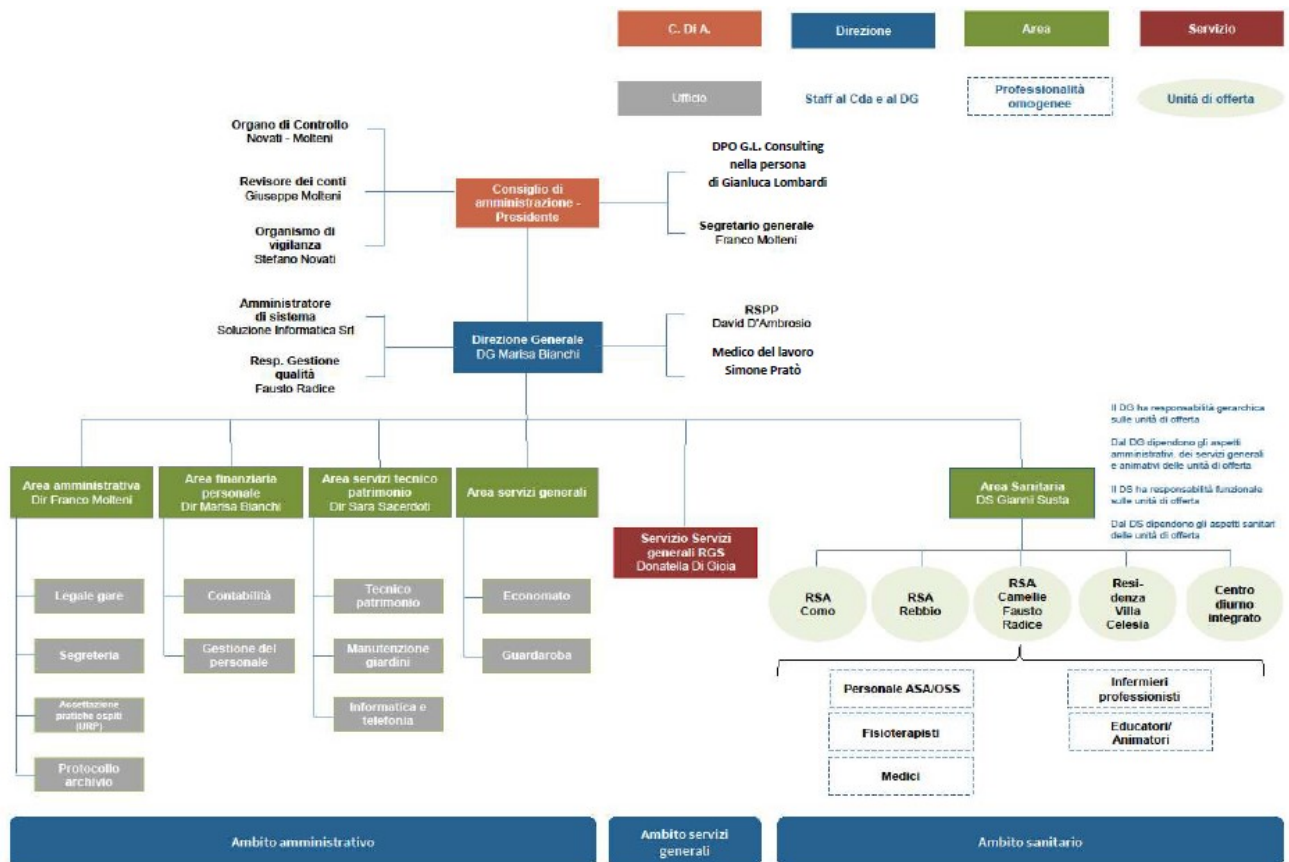 C. Di A.
Direzione
Area
Servizio
Ufficio
Staff al Cda e al DG
Professionalità
omogenee
Unità di offerta
Organo di Controllo
Novati - Molteni
Revisore dei conti
Giuseppe Molteni
Organismo di
vigilanza
Stefano Novati
Consiglio di
amministrazione -
Presidente
DPO G.L. Consulting
nella persona
di Gianluca Lombardi
Segretario generale
Franco Molteni
Amministratore
di sistema
Soluzione Informatica Srl
Resp. Gestione
qualità
Fausto Radice
Direzione Generale
DG Marisa Bianchi
RSPP
David D'Ambrosio
Medico del lavoro
Simone Pratò
Il DG ha responsabilità gerarchica
sulle unità di offerta
Dal DG dipendono gli aspetti
amministrativi, dei servizi generali
e animativi delle unità di offerta
Il DS ha responsabilità funzionale
sulle unità di offerta
Dal DS dipendono gli aspetti sanitari
delle unità di offerta
Area amministrativa
Dir Franco Molteni
Area finanziaria
personale
Dir Marisa Bianchi
Area servizi tecnico
patrimonio
Dir Sara Sacerdoti
Area servizi generali
Servizio Servizi
generali RGS
Donatella Di Gioia
Area Sanitaria
DS Gianni Susta
Legale gare
Segreteria
Accettazione
pratiche ospiti
(URP)
Protocollo
archivio
Contabilità
Gestione del
personale
Tecnico
patrimonio
Manutenzione
giardini
Informatica e
telefonia
Economato
Guardaroba
RSA
Como
RSA
Rebbio
RSA
Camelie
Fausto
Radice
Resi-
denza
Villa
Celesia
Centro
diurno
integrato
Personale ASA/OSS
Fisioterapisti
Medici
Infermieri
professionisti
Educatori/
Animatori
Ambito amministrativo
Ambito servizi
generali
Ambito sanitario